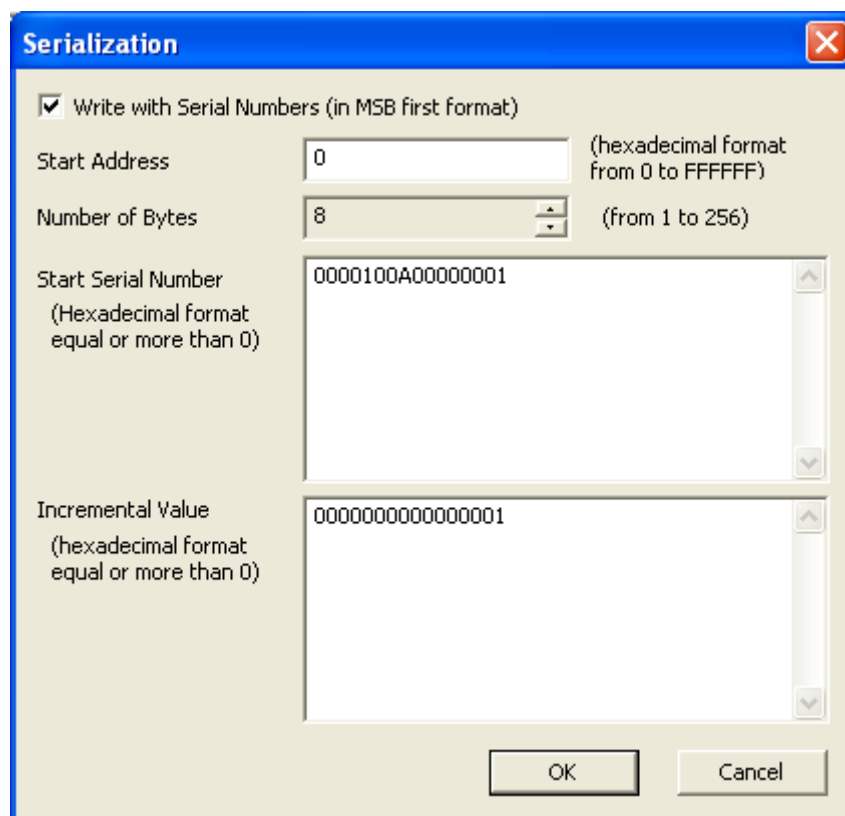 Serialization
Write with Serial Numbers (in MSB first format)
Start Address
0
(hexadecimal format
from 0 to FFFFFF)
Number of Bytes
8
(from 1 to 256)
Start Serial Number
(Hexadecimal format
equal or more than 0)
0000100A00000001
Incremental Value
(hexadecimal format
equal or more than 0)
0000000000000001
OK
Cancel